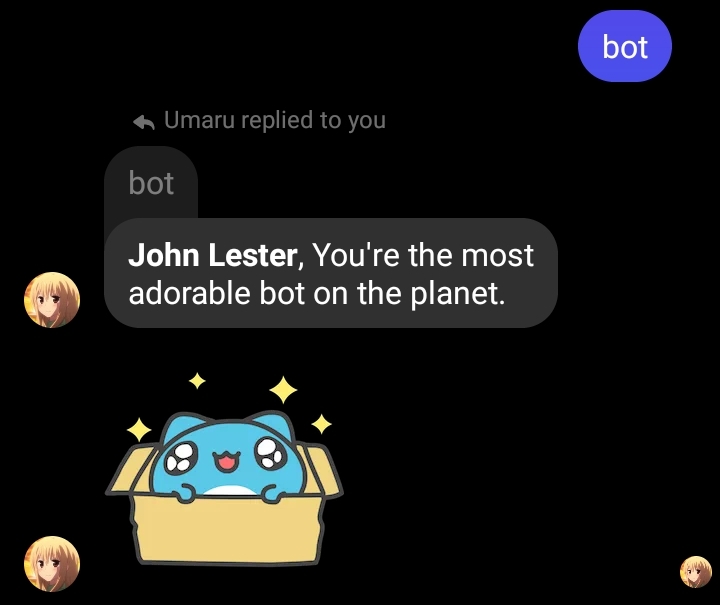 bot
Umaru replied to you
bot
John Lester, You're the most
adorable bot on the planet.